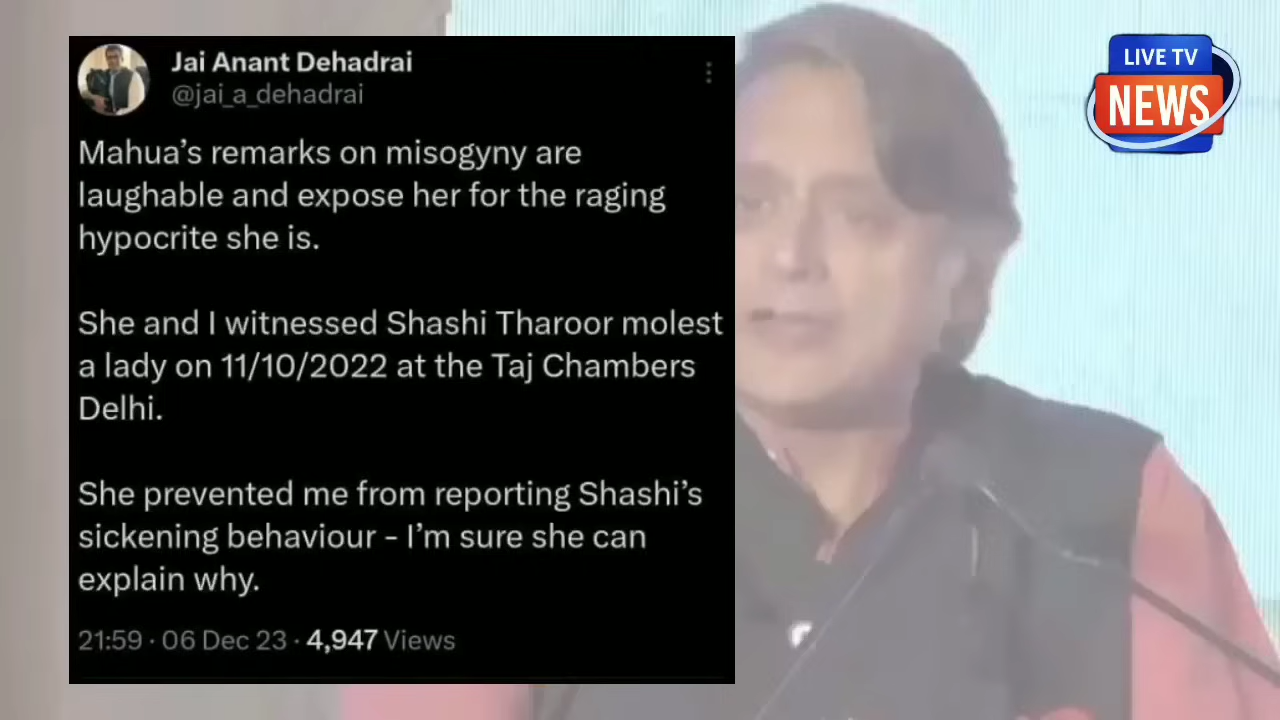 Jai Anant Dehadrai
@jai_a_dehadrai
Mahua’s remarks on misogyny are
laughable and expose her for the raging
hypocrite she is.
She and I witnessed Shashi Tharoor molest
a lady on 11/10/2022 at the Taj Chambers
Delhi.
She prevented me from reporting Shashi’s
sickening behaviour - I’m sure she can
explain why.
21:59 · 06 Dec 23 · 4,947 Views
LIVE TV
NEWS